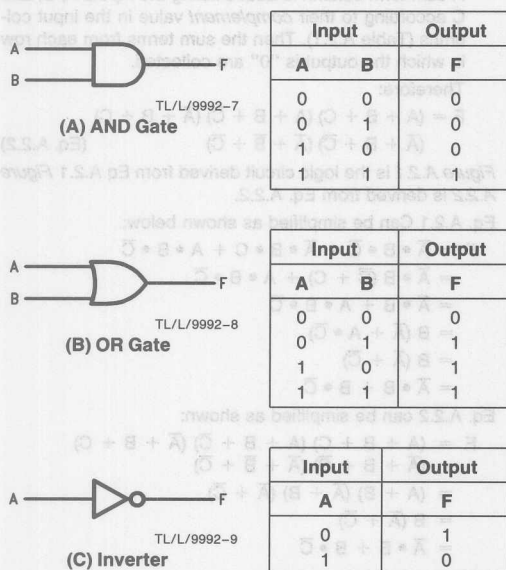 A
B
F
TL/L/9992-7
(A) AND Gate
Input Output
A B F
0 0 0
0 1 0
1 0 0
1 1 1
A
B
F
TL/L/9992-8
(B) OR Gate
Input Output
A B F
0 0 0
0 1 1
1 0 1
1 1 1
A
F
TL/L/9992-9
(C) Inverter
Input Output
A F
0 1
1 0